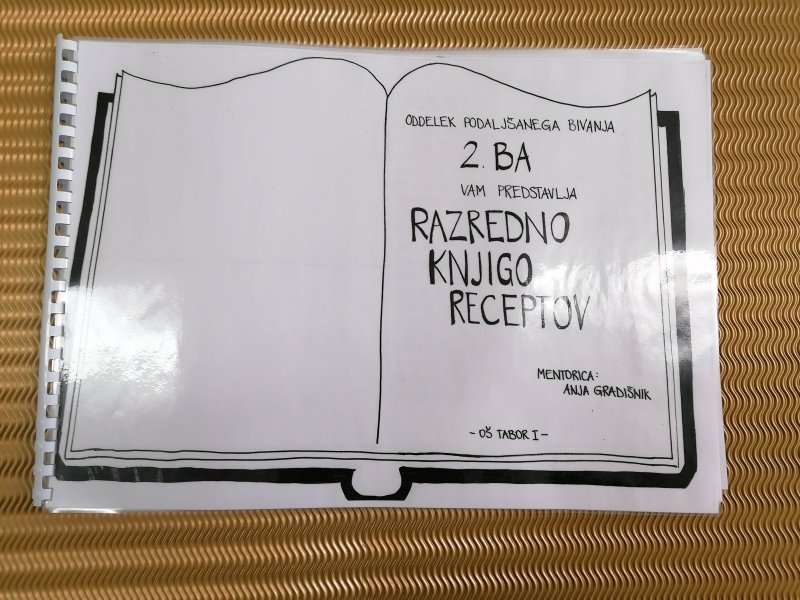 ODDELEK PODALJŠANEGA BIVANJA
2. BA
VAM PREDSTAVLJA
RAZREDNO
KNJIGO
RECEPTOV
MENTORICA:
ANJA GRADIŠNIK
- OŠ TABOR I -